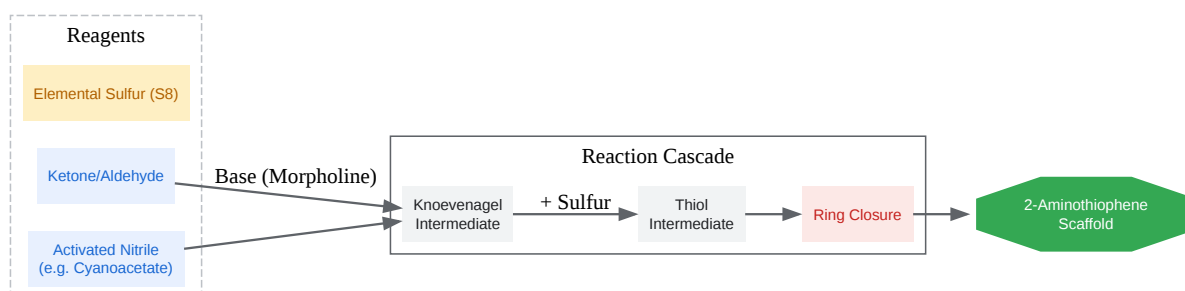 Reagents
Elemental Sulfur (S8)
Ketone/Aldehyde
Activated Nitrile
(e.g. Cyanoacetate)
Base (Morpholine)
Reaction Cascade
Knoevenagel
Intermediate
+ Sulfur
Thiol
Intermediate
Ring Closure
2-Aminothiophene
Scaffold